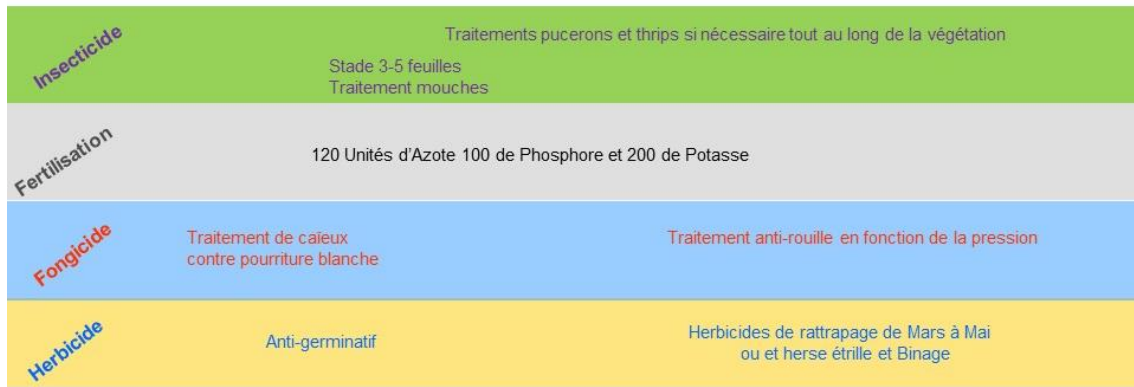 Insecticide
Traitements pucerons et thrips si nécessaire tout au long de la végétation
Stade 3-5 feuilles
Traitement mouches
Fertilisation
120 Unités d'Azote 100 de Phosphore et 200 de Potasse
Fongicide
Traitement de caïeux
contre pourriture blanche
Traitement anti-rouille en fonction de la pression
Herbicide
Anti-germinatif
Herbicides de rattrapage de Mars à Mai
ou et herse étrille et Binage